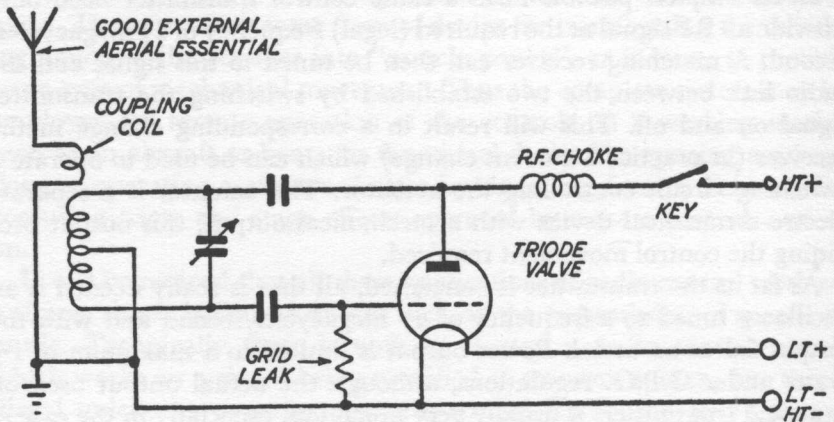 GOOD EXTERNAL
AERIAL ESSENTIAL
COUPLING
COIL
R.F. CHOKE
HT+
KEY
TRIODE
VALVE
GRID
LEAK
LT+
LT-
HT-